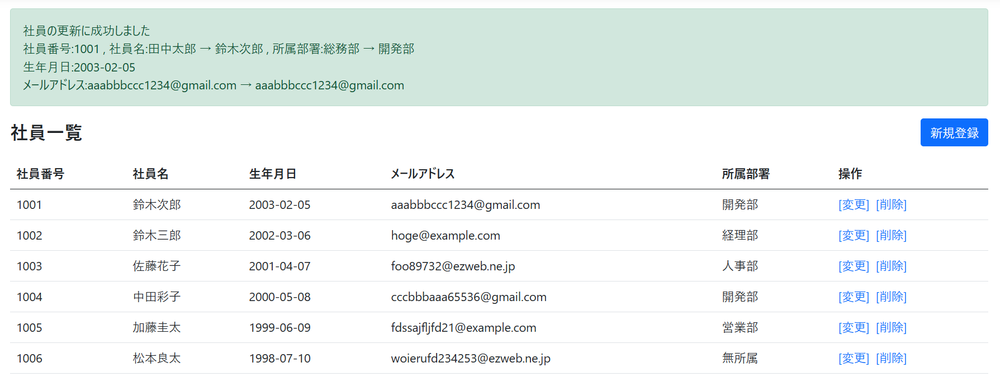 社員の更新に成功しました
社員番号:1001 , 社員名:田中太郎 → 鈴木次郎 , 所属部署:総務部 → 開発部
生年月日:2003-02-05
メールアドレス:aaabbbccc1234@gmail.com → aaabbbccc1234@gmail.com
社員一覧 新規登録
社員番号 社員名 生年月日 メールアドレス 所属部署 操作
1001 鈴木次郎 2003-02-05 aaabbbccc1234@gmail.com 開発部 [変更] [削除]
1002 鈴木三郎 2002-03-06 hoge@example.com 経理部 [変更] [削除]
1003 佐藤花子 2001-04-07 foo89732@ezweb.ne.jp 人事部 [変更] [削除]
1004 中田彩子 2000-05-08 cccbbbaaa65536@gmail.com 開発部 [変更] [削除]
1005 加藤圭太 1999-06-09 fdssajfljfd21@example.com 営業部 [変更] [削除]
1006 松本良太 1998-07-10 woierufd234253@ezweb.ne.jp 無所属 [変更] [削除]